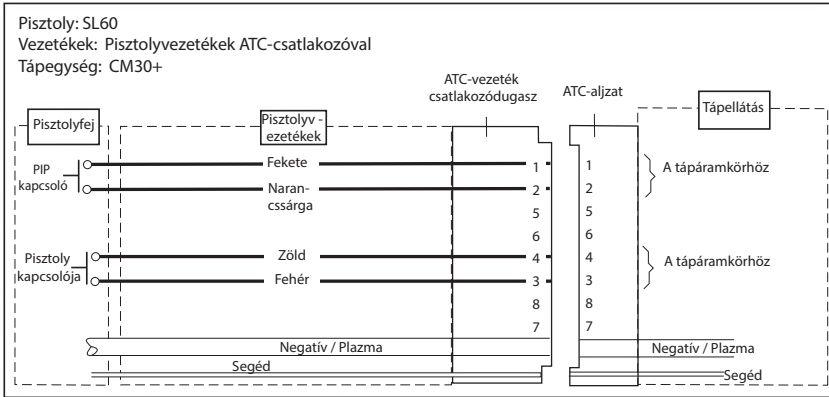 Pisztoly: SL60
Vezetékek: Pisztolyvezetékek ATC-csatlakozóval
Tápegység: CM30+
ATC-vezeték
csatlakozódugasz
ATC-aljzat
Pisztolyfej
Pisztolyv -
ezetékek
Tápellátás
PIP
kapcsoló
Fekete
1
1
A tápáramkörhöz
Naran-
cssárga
2
2
5
5
6
6
Pisztoly
kapcsolója
Zöld
4
4
A tápáramkörhöz
Fehér
3
3
8
8
7
7
Negatív / Plazma
Negatív / Plazma
Segéd
Segéd